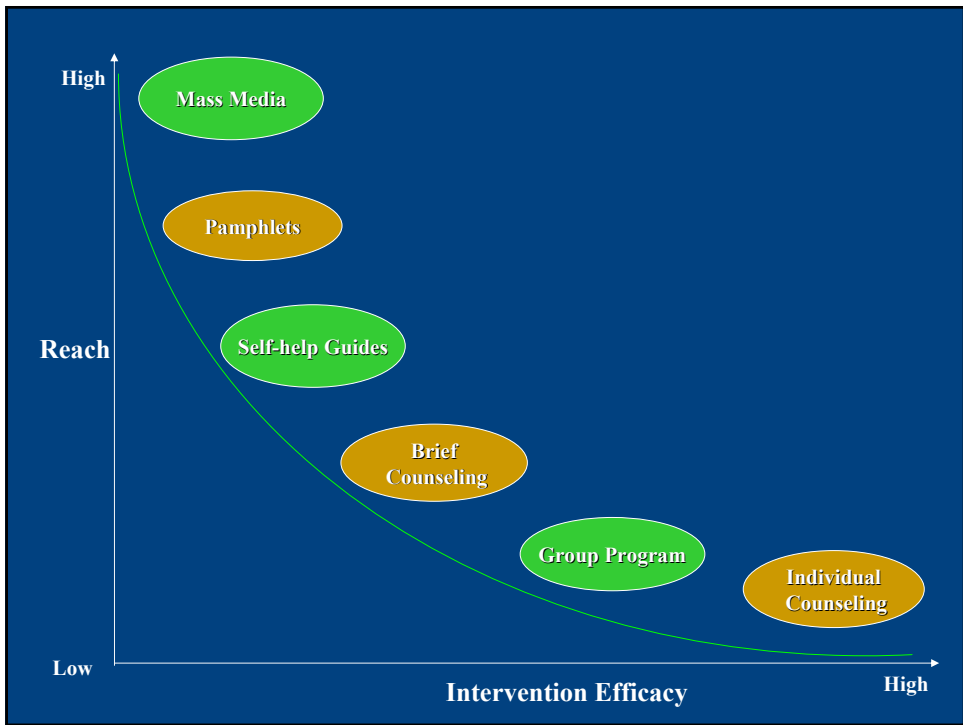 High
Mass Media
Pamphlets
Self-help Guides
Reach
Brief
Counseling
Group Program
Individual
Counseling
Low
High
Intervention Efficacy